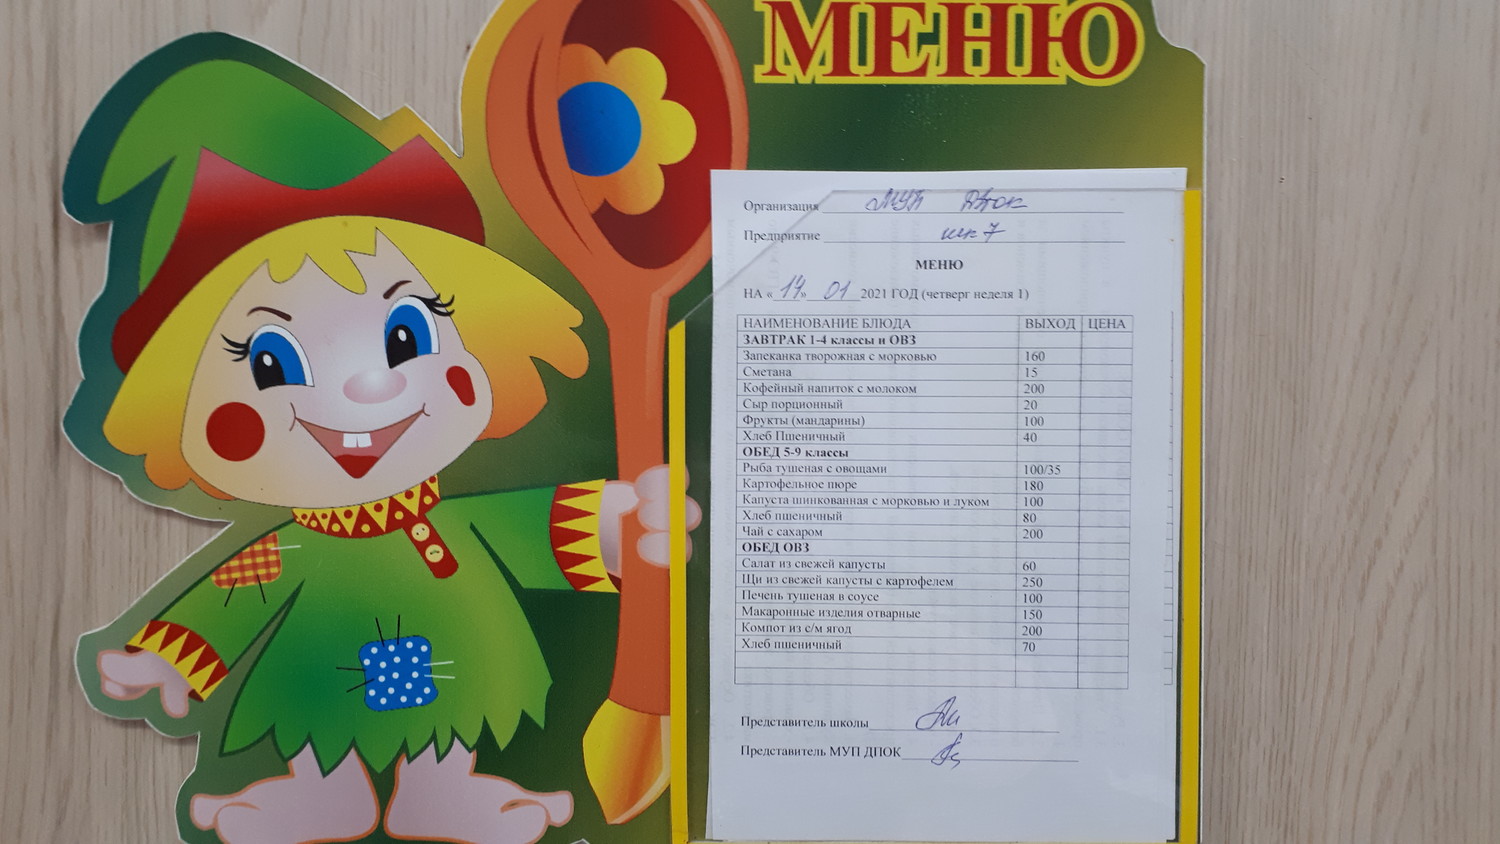 МЕНЮ
Организация МУП ДПОК
Предприятие шк 7
МЕНЮ
НА «14» 01 2021 ГОД (четверг неделя 1)
НАИМЕНОВАНИЕ БЛЮДА ВЫХОД ЦЕНА
ЗАВТРАК 1-4 классы и ОВЗ
Запеканка творожная с морковью 160
Сметана 15
Кофейный напиток с молоком 200
Сыр порционный 20
Фрукты (мандарины) 100
Хлеб Пшеничный 40
ОБЕД 5-9 классы
Рыба тушеная с овощами 100/35
Картофельное пюре 180
Капуста шинкованная с морковью и луком 100
Хлеб пшеничный 80
Чай с сахаром 200
ОБЕД ОВЗ
Салат из свежей капусты 60
Щи из свежей капусты с картофелем 250
Печень тушеная в соусе 100
Макаронные изделия отварные 150
Компот из с/м ягод 200
Хлеб пшеничный 70
Представитель школы
Представитель МУП ДПОК